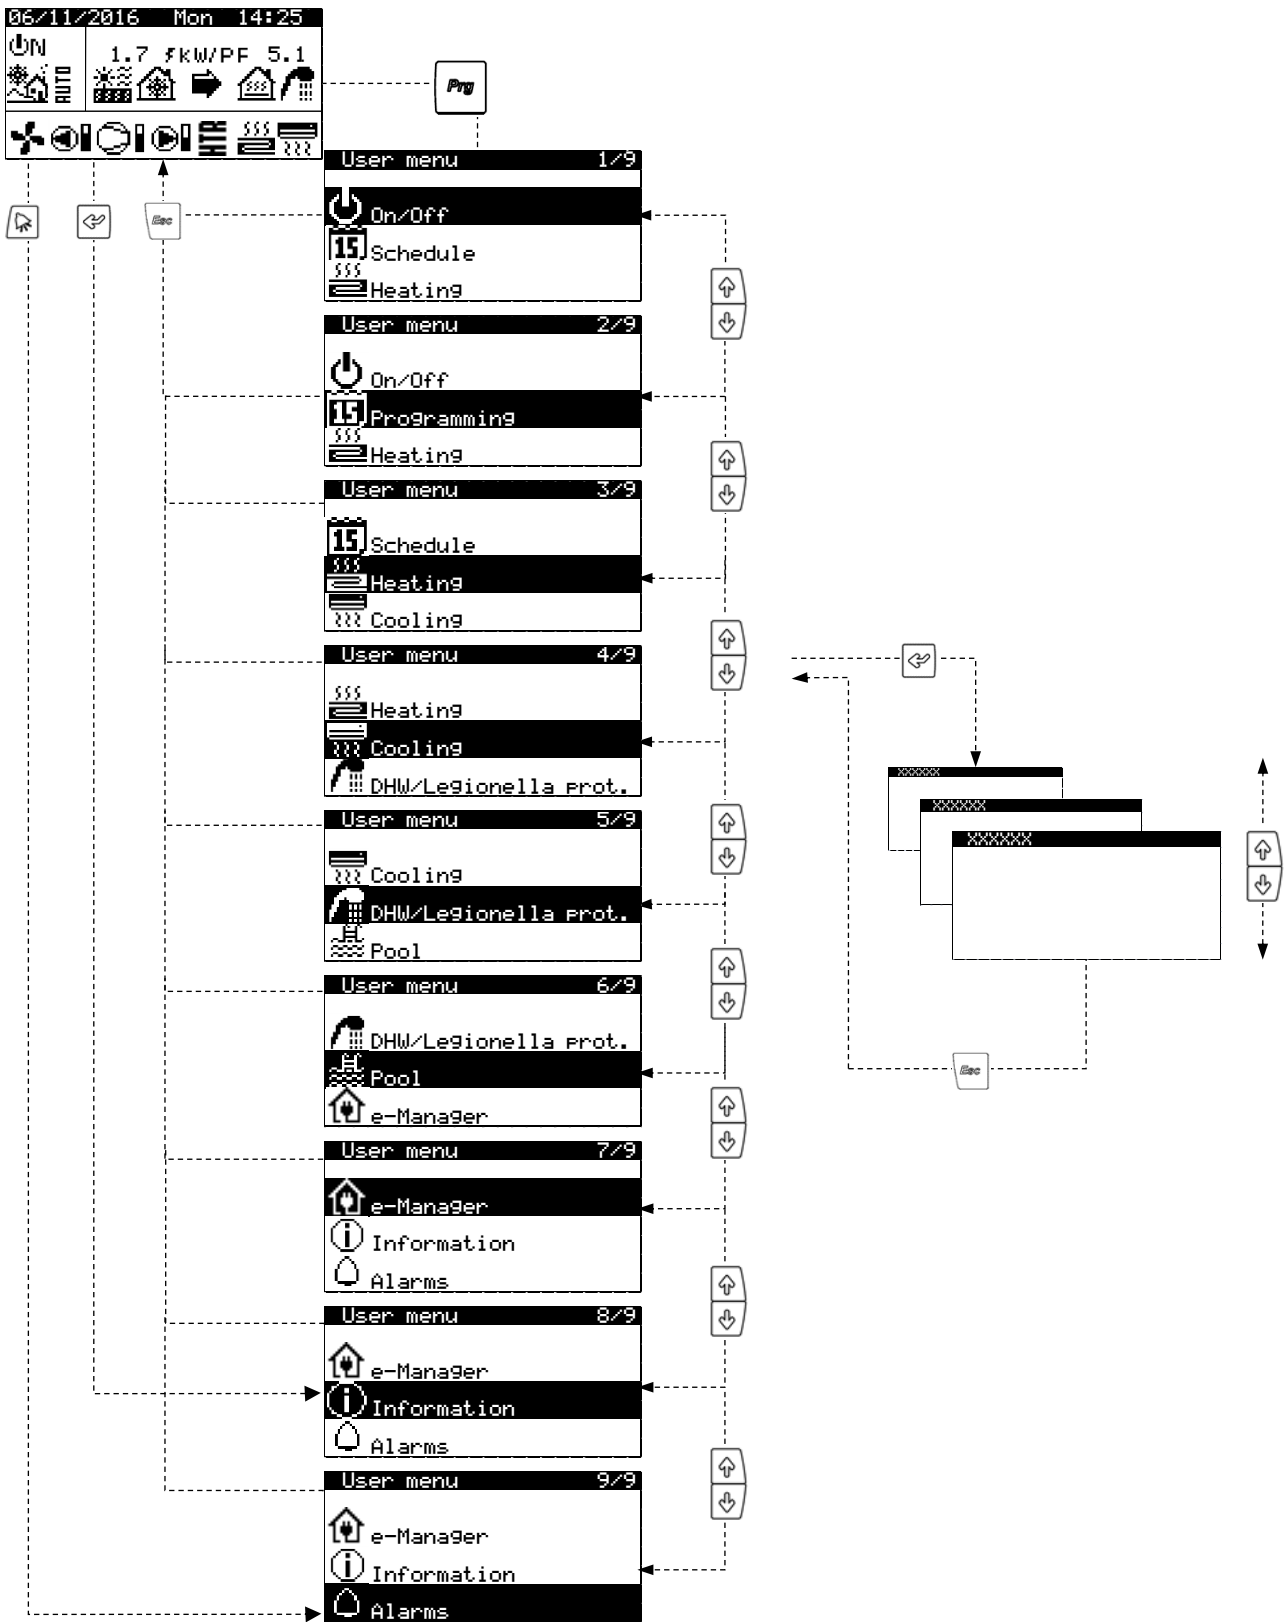 06/11/2016 Mon 14:25
ON
1.7 kW/PF 5.1
AUTO
HTR
Prg
Esc
User menu 1/9
On/Off
15 Schedule
Heating
User menu 2/9
On/Off
15 Programming
Heating
User menu 3/9
15 Schedule
Heating
Cooling
User menu 4/9
Heating
Cooling
DHW/Legionella prot.
User menu 5/9
Cooling
DHW/Legionella prot.
Pool
User menu 6/9
DHW/Legionella prot.
Pool
e-Manager
User menu 7/9
e-Manager
i Information
Alarms
User menu 8/9
e-Manager
i Information
Alarms
User menu 9/9
e-Manager
i Information
Alarms
XXXXXX
XXXXXX
XXXXXX
Esc